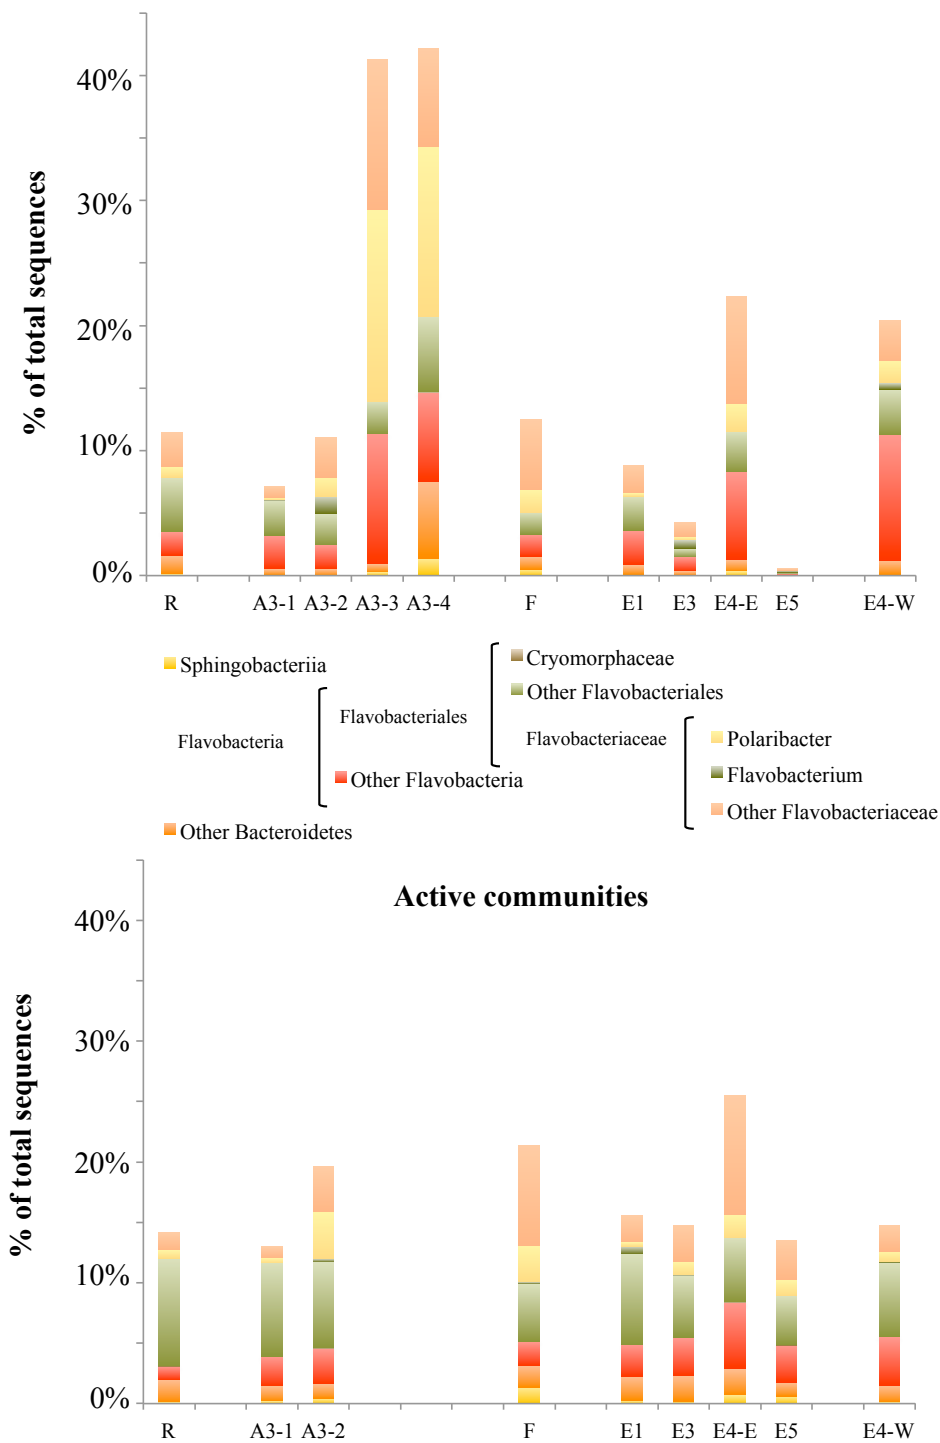 % of total sequences
40%
30%
20%
10%
0%
R A3-1 A3-2 A3-3 A3-4 F E1 E3 E4-E E5 E4-W
Sphingobacteriia
Flavobacteria
Flavobacteriales
Cryomorphaceae
Other Flavobacteriales
Flavobacteriaceae
Polaribacter
Flavobacterium
Other Flavobacteriaceae
Other Flavobacteria
Other Bacteroidetes
Active communities
% of total sequences
40%
30%
20%
10%
0%
R A3-1 A3-2 F E1 E3 E4-E E5 E4-W